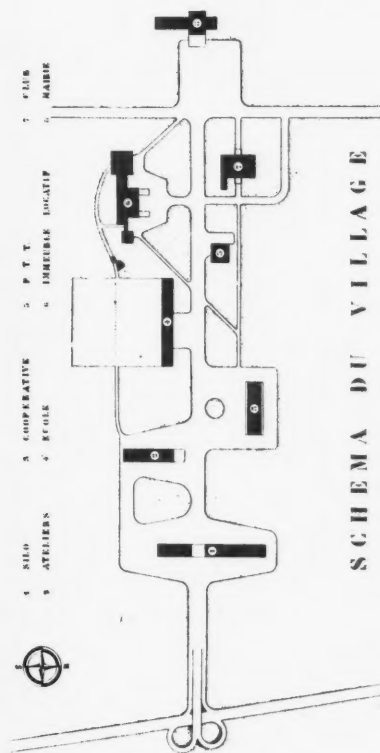 1 SILO 3 COOPERATIVE 5 P.T.T. 7 CLUB
2 ATELIERS 4 ECOLE 6 IMMEUBLE LOCATIF 8 MAIRIE
SCHEMA DU VILLAGE